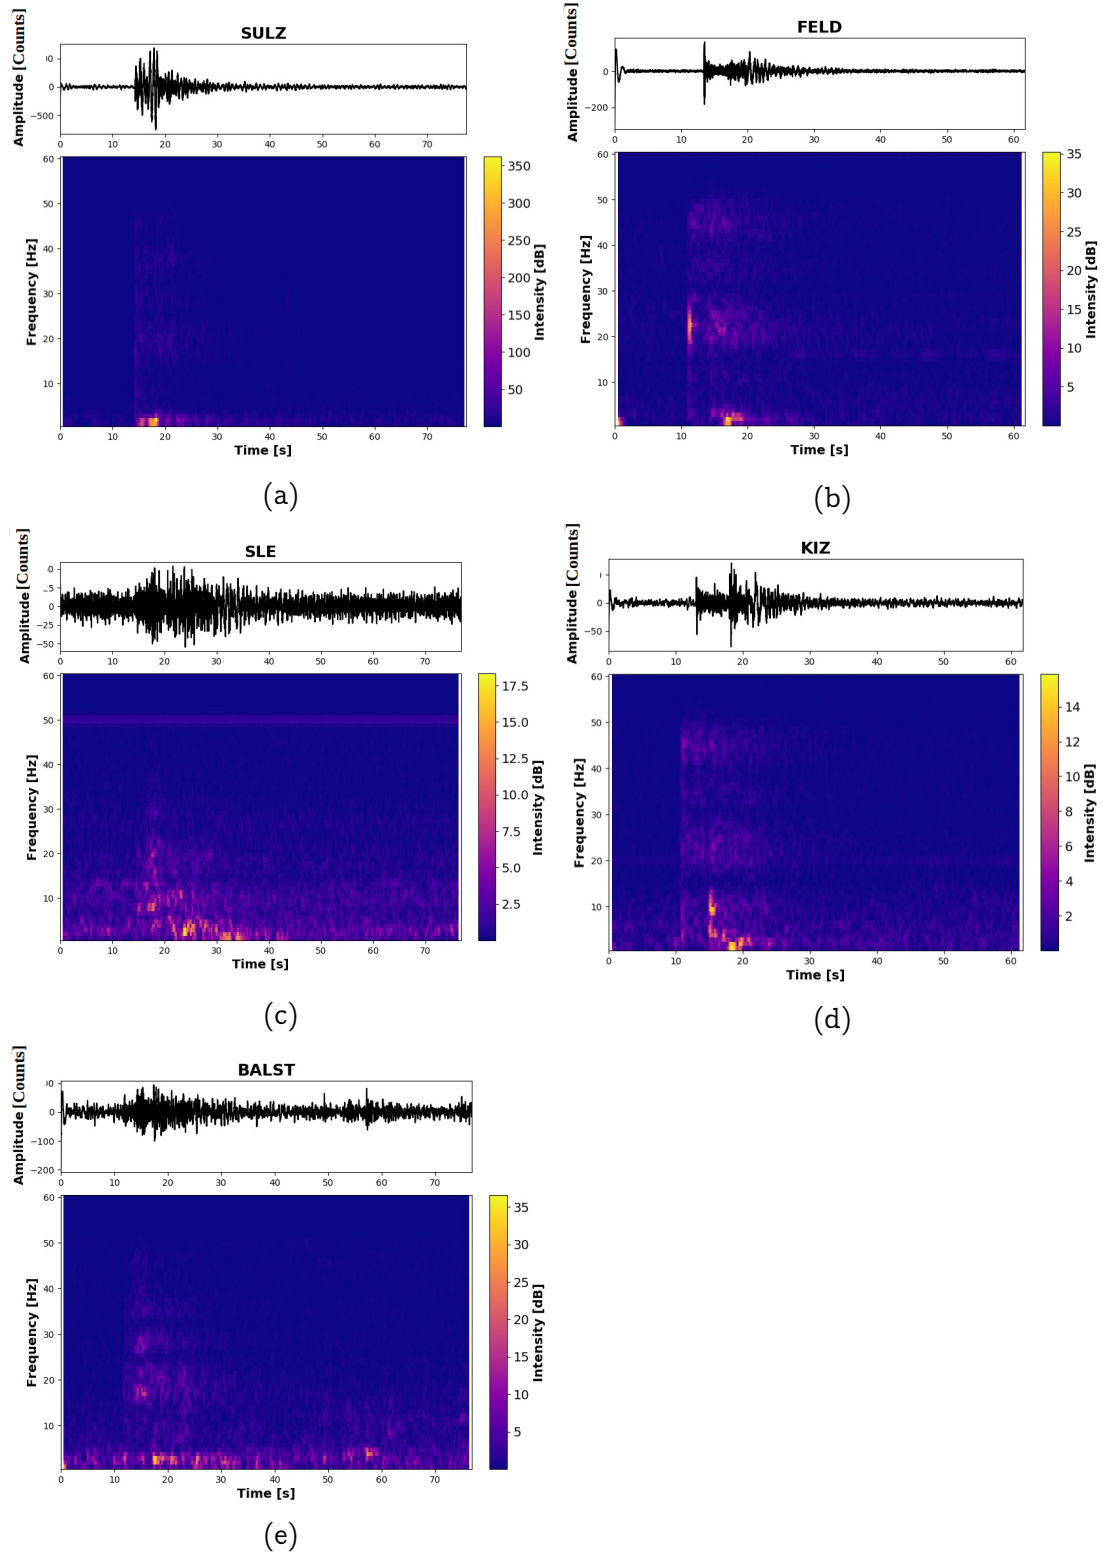 SULZ
Amplitude [Counts]
0
−500
0 10 20 30 40 50 60 70
Frequency [Hz]
60
50
40
30
20
10
0 10 20 30 40 50 60 70
Time [s]
350
300
250
200
150
100
50
Intensity [dB]
(a)
FELD
Amplitude [Counts]
0
−200
0 10 20 30 40 50 60
Frequency [Hz]
60
50
40
30
20
10
0 10 20 30 40 50 60
Time [s]
35
30
25
20
15
10
5
Intensity [dB]
(b)
SLE
Amplitude [Counts]
0
−25
−50
0 10 20 30 40 50 60 70
Frequency [Hz]
60
50
40
30
20
10
0 10 20 30 40 50 60 70
Time [s]
17.5
15.0
12.5
10.0
7.5
5.0
2.5
Intensity [dB]
(c)
KIZ
Amplitude [Counts]
0
−50
0 10 20 30 40 50 60
Frequency [Hz]
60
50
40
30
20
10
0 10 20 30 40 50 60
Time [s]
14
12
10
8
6
4
2
Intensity [dB]
(d)
BALST
Amplitude [Counts]
0
−100
−200
0 10 20 30 40 50 60 70
Frequency [Hz]
60
50
40
30
20
10
0 10 20 30 40 50 60 70
Time [s]
35
30
25
20
15
10
5
Intensity [dB]
(e)